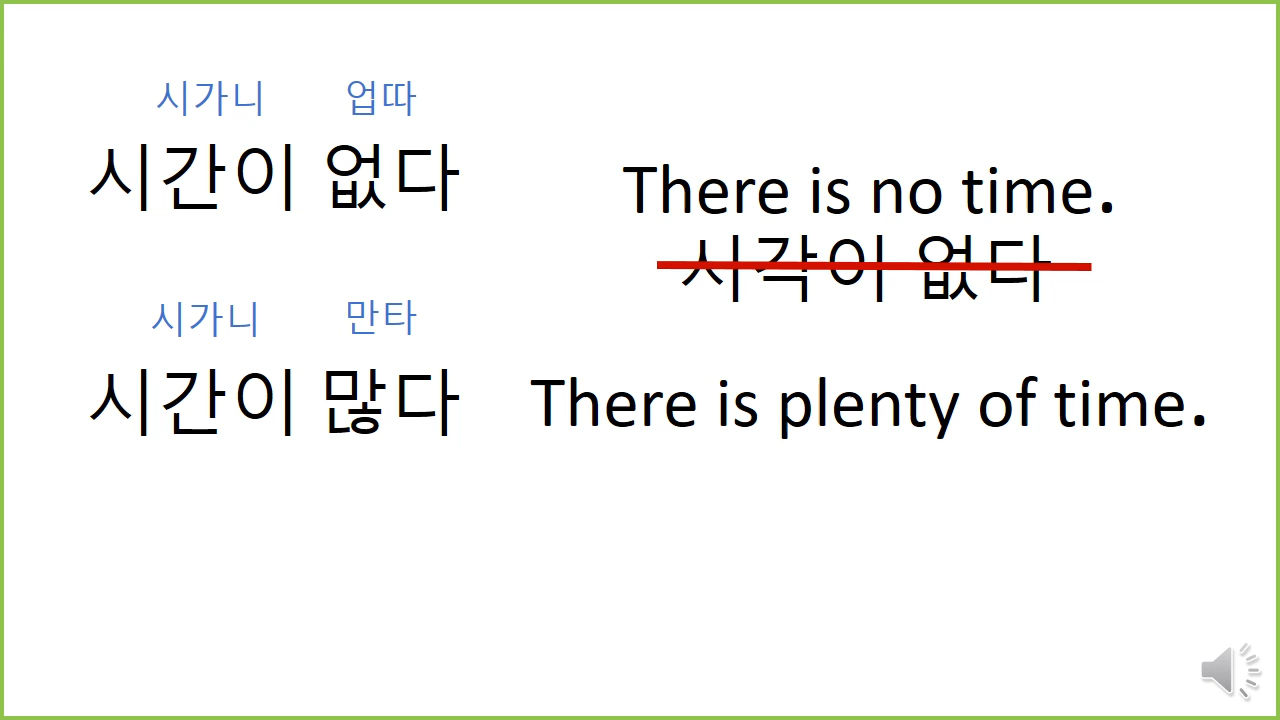 시가니 업따
시간이 없다
There is no time.
시각이 없다
시가니 만타
시간이 많다
There is plenty of time.